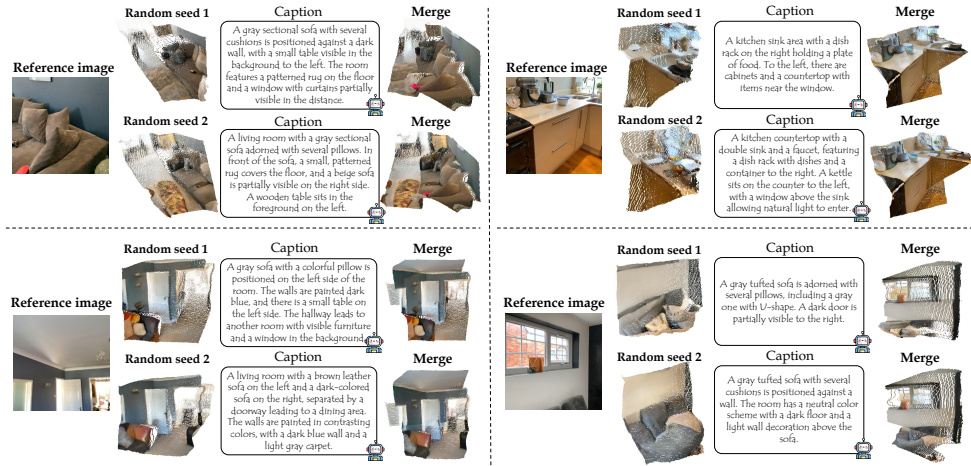 Random seed 1
Caption
Merge
Reference image
A gray sectional sofa with several
cushions is positioned against a dark
wall, with a small table visible in the
background to the left. The room
features a patterned rug on the floor
and a window with curtains partially
visible in the distance.
Random seed 2
Caption
Merge
A living room with a gray sectional
sofa adorned with several pillows. In
front of the sofa, a small, patterned
rug covers the floor, and a beige sofa
is partially visible on the right side.
A wooden table sits in the
foreground on the left.
Random seed 1
Caption
Merge
Reference image
A kitchen sink area with a dish
rack on the right holding a plate
of food. To the left, there are
cabinets and a countertop with
items near the window.
Random seed 2
Caption
Merge
A kitchen countertop with a
double sink and a faucet, featuring
a dish rack with dishes and a
container to the right. A kettle
sits on the counter to the left,
with a window above the sink
allowing natural light to enter.
Random seed 1
Caption
Merge
Reference image
A gray sofa with a colorful pillow is
positioned on the left side of the
room. The walls are painted dark
blue, and there is a small table on
the left side. The hallway leads to
another room with visible furniture
and a window in the background.
Random seed 2
Caption
Merge
A living room with a brown leather
sofa on the left and a dark-colored
sofa on the right, separated by a
doorway leading to a dining area.
The walls are painted in contrasting
colors, with a dark blue wall and a
light gray carpet.
Random seed 1
Caption
Merge
Reference image
A gray tufted sofa is adorned with
several pillows, including a gray
one with U-shape. A dark door is
partially visible to the right.
Random seed 2
Caption
Merge
A gray tufted sofa with several
cushions is positioned against a
wall. The room has a neutral color
scheme with a dark floor and a
light wall decoration above the
sofa.